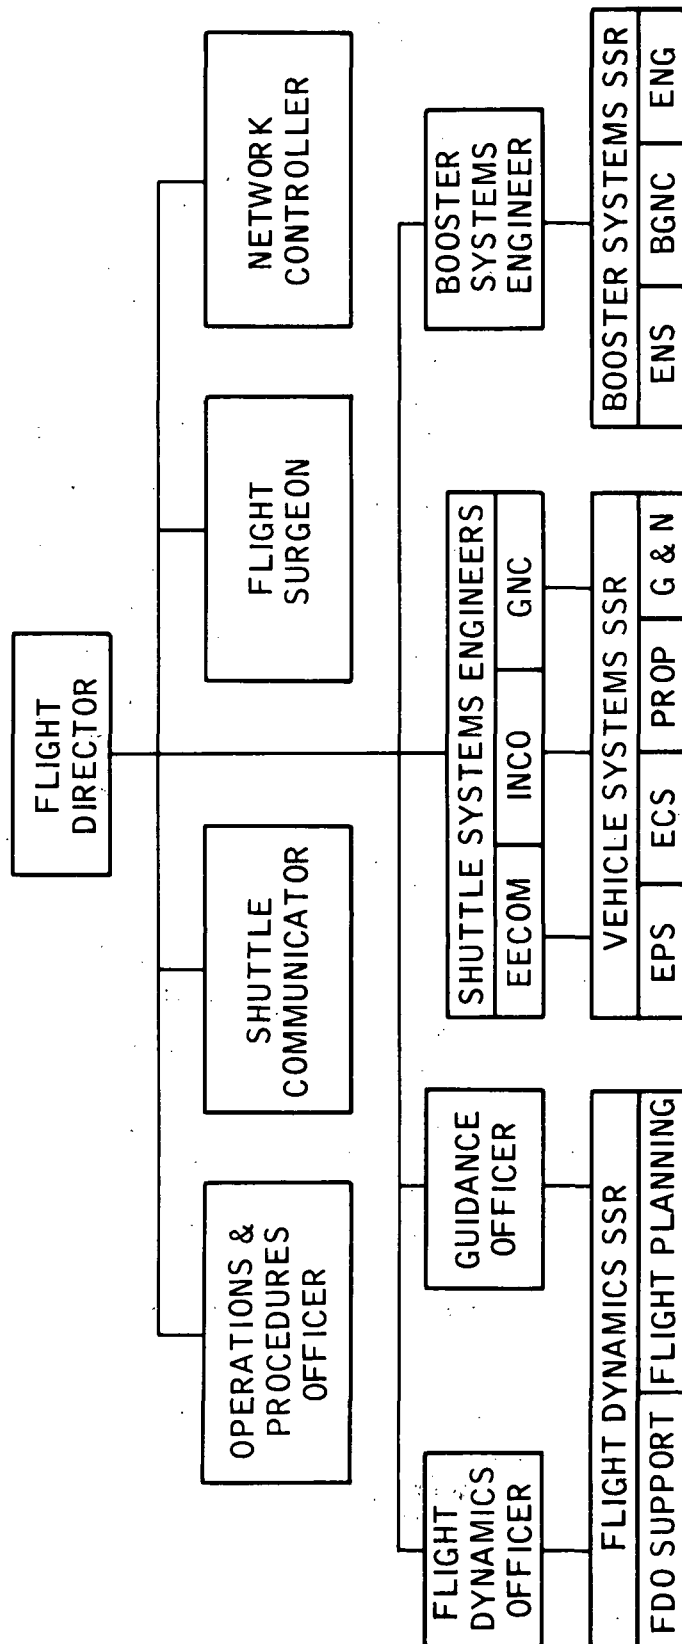 FLIGHT
DIRECTOR
OPERATIONS &
PROCEDURES
OFFICER
SHUTTLE
COMMUNICATOR
FLIGHT
SURGEON
NETWORK
CONTROLLER
FLIGHT
DYNAMICS
OFFICER
GUIDANCE
OFFICER
SHUTTLE SYSTEMS ENGINEERS
EECOM INCO GNC
BOOSTER
SYSTEMS
ENGINEER
FLIGHT DYNAMICS SSR
FDO SUPPORT FLIGHT PLANNING
VEHICLE SYSTEMS SSR
EPS ECS PROP G & N
BOOSTER SYSTEMS SSR
ENS BGNC ENG